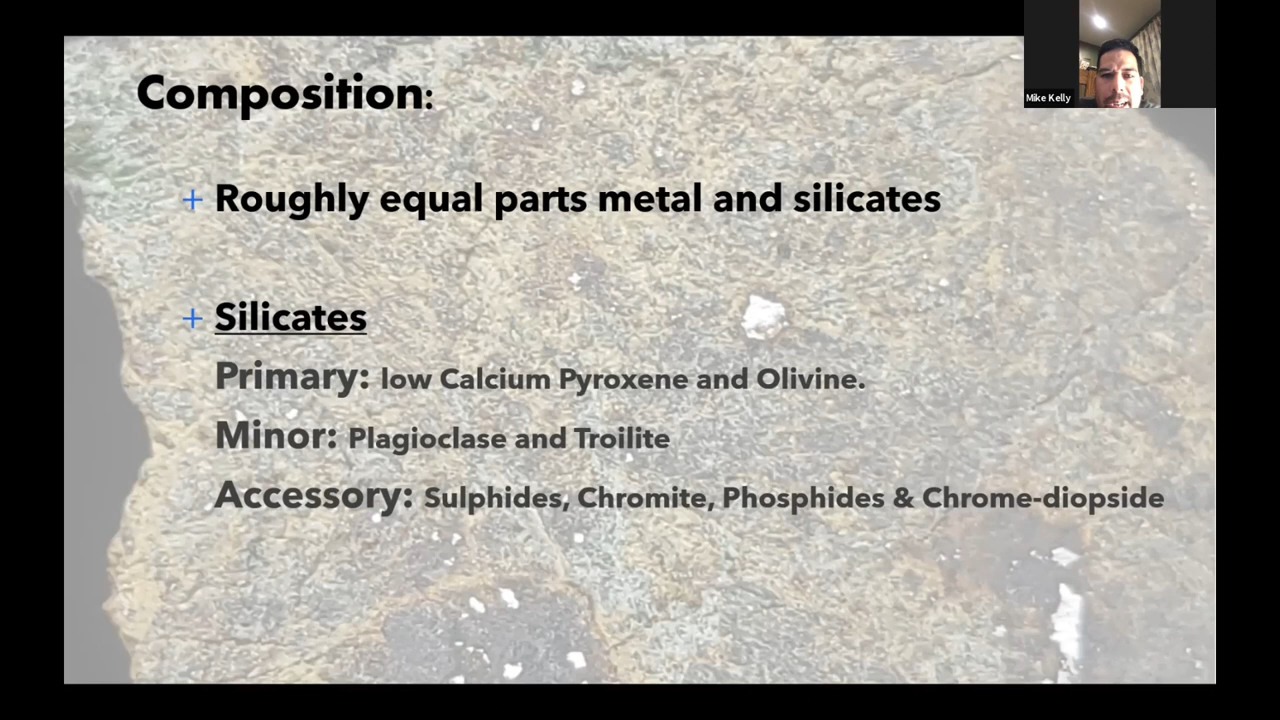 Composition:
Mike Kelly
+ Roughly equal parts metal and silicates
+ Silicates
Primary: low Calcium Pyroxene and Olivine.
Minor: Plagioclase and Troilite
Accessory: Sulphides, Chromite, Phosphides & Chrome-diopside